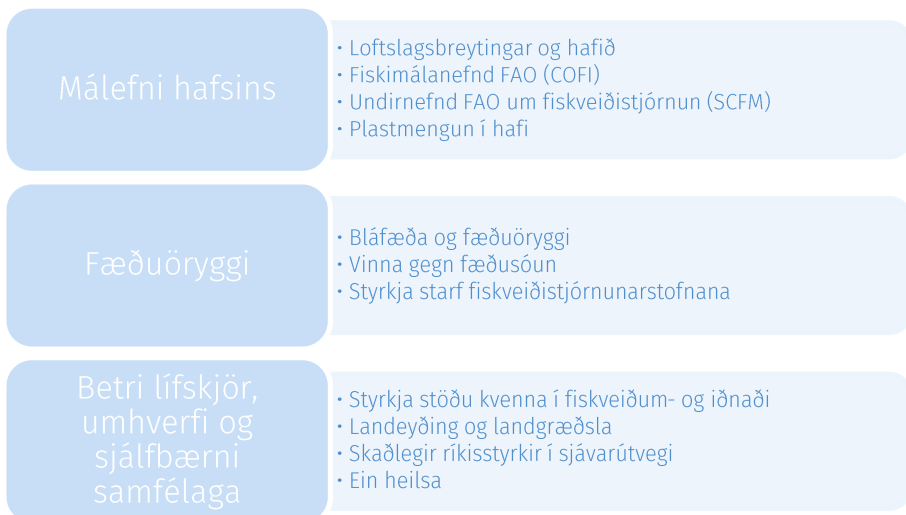 Málefni hafsins
• Loftslagsbreytingar og hafið
• Fiskimálanefnd FAO (COFI)
• Undirnefnd FAO um fiskveiðistjórnun (SCFM)
• Plastmengun í hafi
Fæðuöryggi
• Bláfæða og fæðuöryggi
• Vinna gegn fæðusóun
• Styrkja starf fiskveiðistjórnunarstofnana
Betri lífskjör,
umhverfi og
sjálfbærni
samfélaga
• Styrkja stöðu kvenna í fiskveiðum- og iðnaði
• Landeyðing og landgræðsla
• Skaðlegir ríkisstyrkir í sjávarútvegi
• Ein heilsa